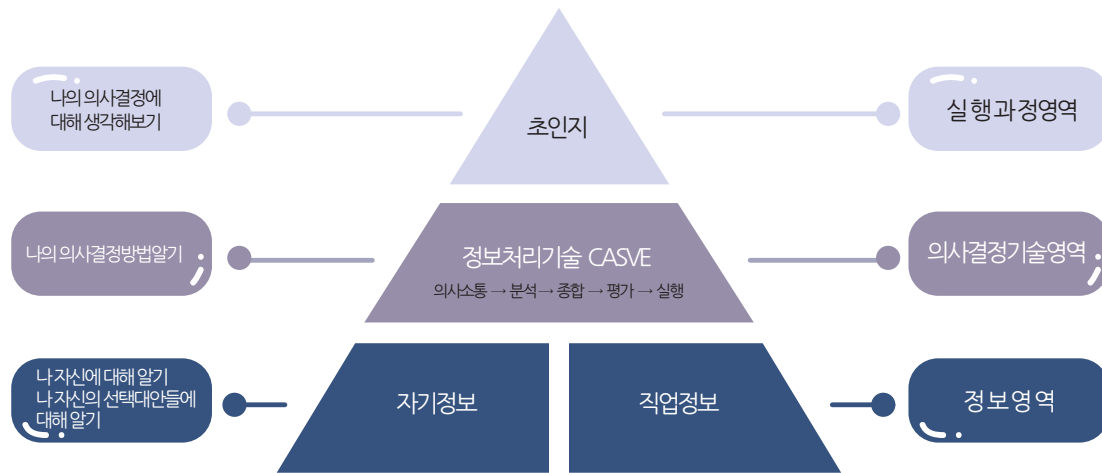 나의 의사결정에
대해 생각해보기
초인지
실행과정영역
나의 의사결정방법알기
정보처리기술 CASVE
의사소통 → 분석 → 종합 → 평가 → 실행
의사결정기술영역
나 자신에 대해 알기
나 자신의 선택대안들에
대해 알기
자기정보
직업정보
정보영역